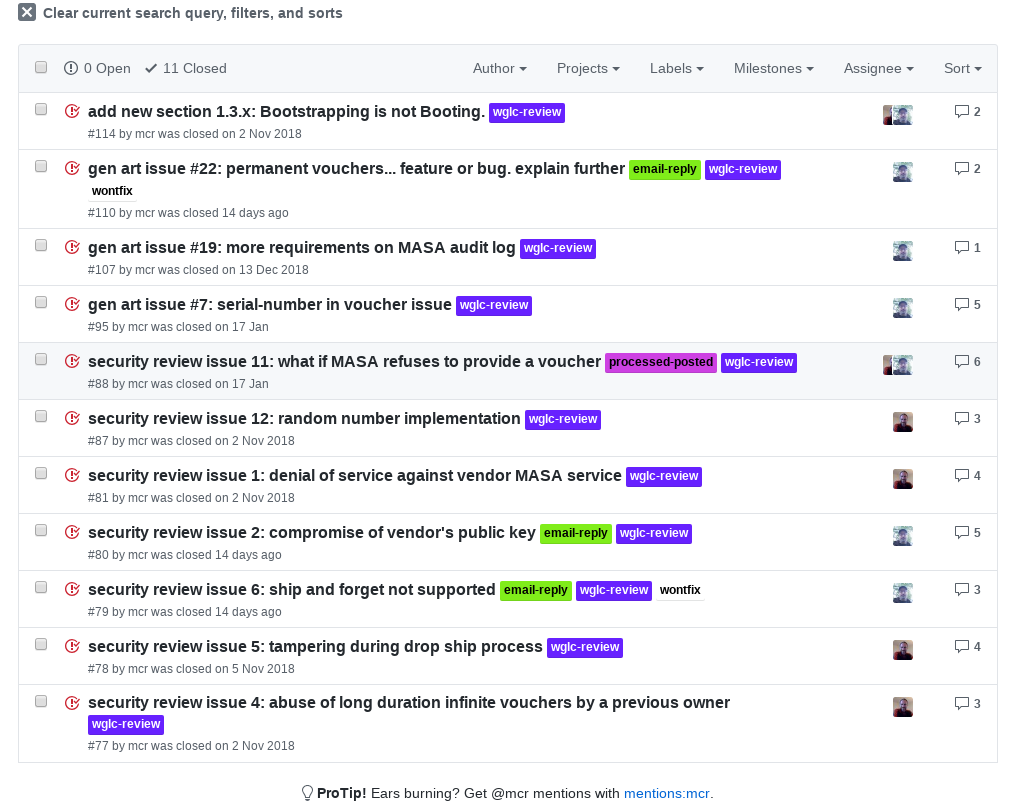 Clear current search query, filters, and sorts
0 Open 11 Closed Author Projects Labels Milestones Assignee Sort
add new section 1.3.x: Bootstrapping is not Booting. wglc-review 2
#114 by mcr was closed on 2 Nov 2018
gen art issue #22: permanent vouchers... feature or bug. explain further email-reply wglc-review 2
wontfix
#110 by mcr was closed 14 days ago
gen art issue #19: more requirements on MASA audit log wglc-review 1
#107 by mcr was closed on 13 Dec 2018
gen art issue #7: serial-number in voucher issue wglc-review 5
#95 by mcr was closed on 17 Jan
security review issue 11: what if MASA refuses to provide a voucher processed-posted wglc-review 6
#88 by mcr was closed on 17 Jan
security review issue 12: random number implementation wglc-review 3
#87 by mcr was closed on 2 Nov 2018
security review issue 1: denial of service against vendor MASA service wglc-review 4
#81 by mcr was closed on 2 Nov 2018
security review issue 2: compromise of vendor's public key email-reply wglc-review 5
#80 by mcr was closed 14 days ago
security review issue 6: ship and forget not supported email-reply wglc-review wontfix 3
#79 by mcr was closed 14 days ago
security review issue 5: tampering during drop ship process wglc-review 4
#78 by mcr was closed on 5 Nov 2018
security review issue 4: abuse of long duration infinite vouchers by a previous owner 3
wglc-review
#77 by mcr was closed on 2 Nov 2018
ProTip! Ears burning? Get @mcr mentions with mentions:mcr.